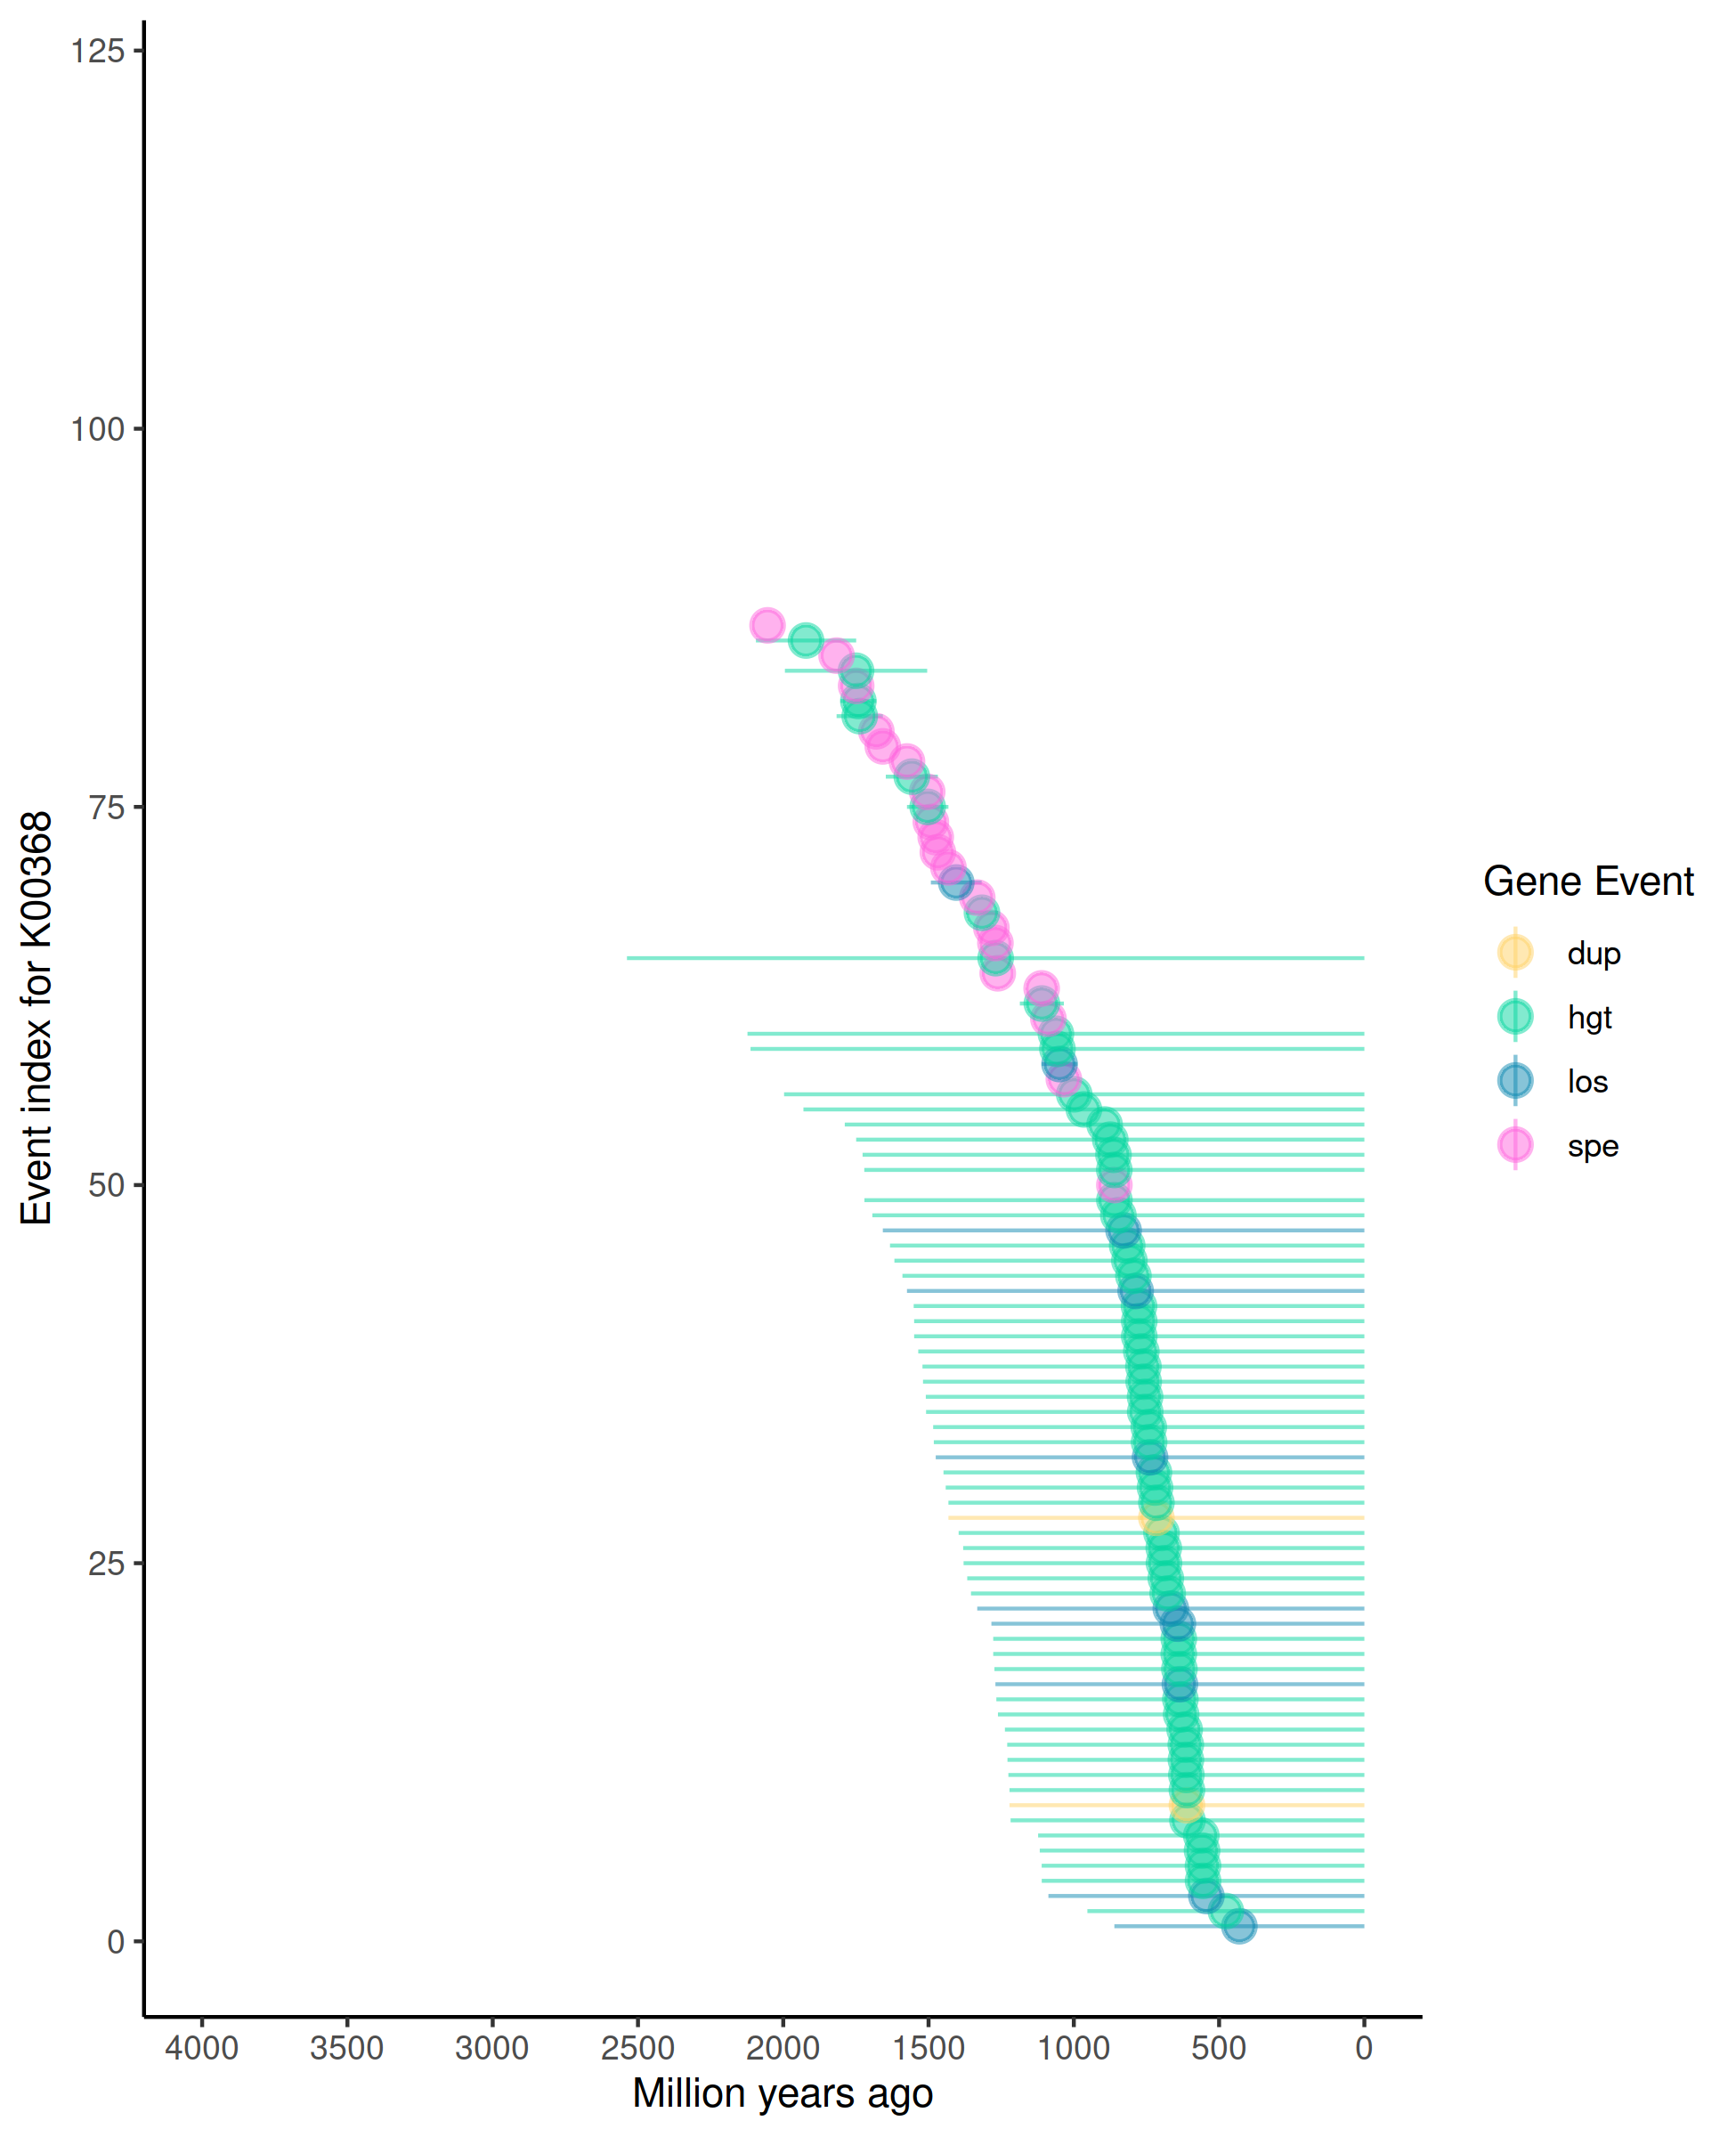 125
100
75
50
25
0
Event index for K00368
4000 3500 3000 2500 2000 1500 1000 500 0
Million years ago
Gene Event
dup
hgt
los
spe